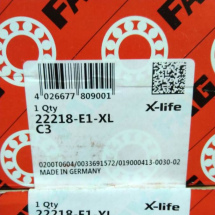 FAG
4 026677 809001
1 Qty
X-life
22218-E1-XL
C3
0200T0604/0033691572/019000413-0030-02
MADE IN GERMANY
1 Qty
X-life
22218-E1-XL